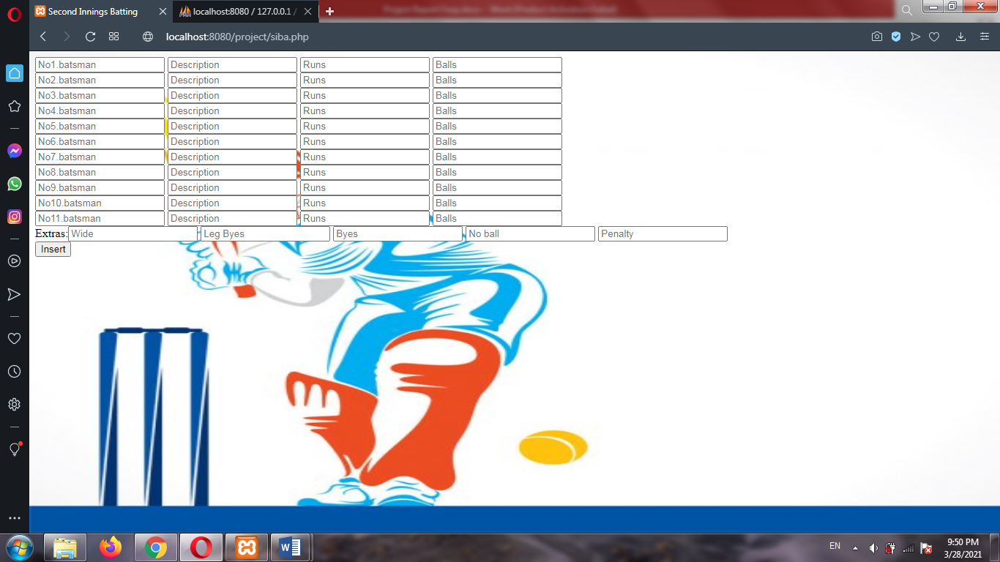 Second Innings Batting
localhost:8080 / 127.0.0.1 /
localhost:8080/project/siba.php
No1.batsman Description Runs Balls
No2.batsman Description Runs Balls
No3.batsman Description Runs Balls
No4.batsman Description Runs Balls
No5.batsman Description Runs Balls
No6.batsman Description Runs Balls
No7.batsman Description Runs Balls
No8.batsman Description Runs Balls
No9.batsman Description Runs Balls
No10.batsman Description Runs Balls
No11.batsman Description Runs Balls
Extras: Wide Leg Byes Byes No ball Penalty
Insert
EN
9:50 PM
3/28/2021